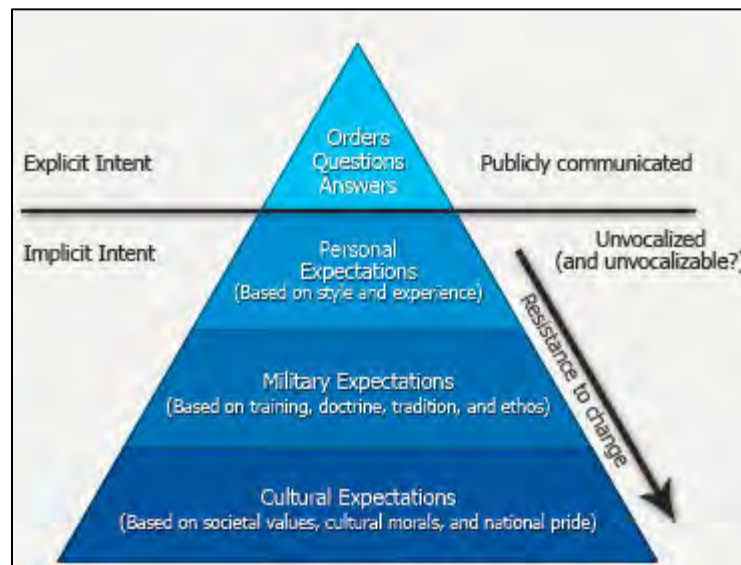 Orders
Questions
Answers
Explicit Intent
Publicly communicated
Implicit Intent
Unvocalized
(and unvocalizable?)
Personal
Expectations
(Based on style and experience)
Resistance to change
Military Expectations
(Based on training, doctrine, tradition, and ethos)
Cultural Expectations
(Based on societal values, cultural morals, and national pride)